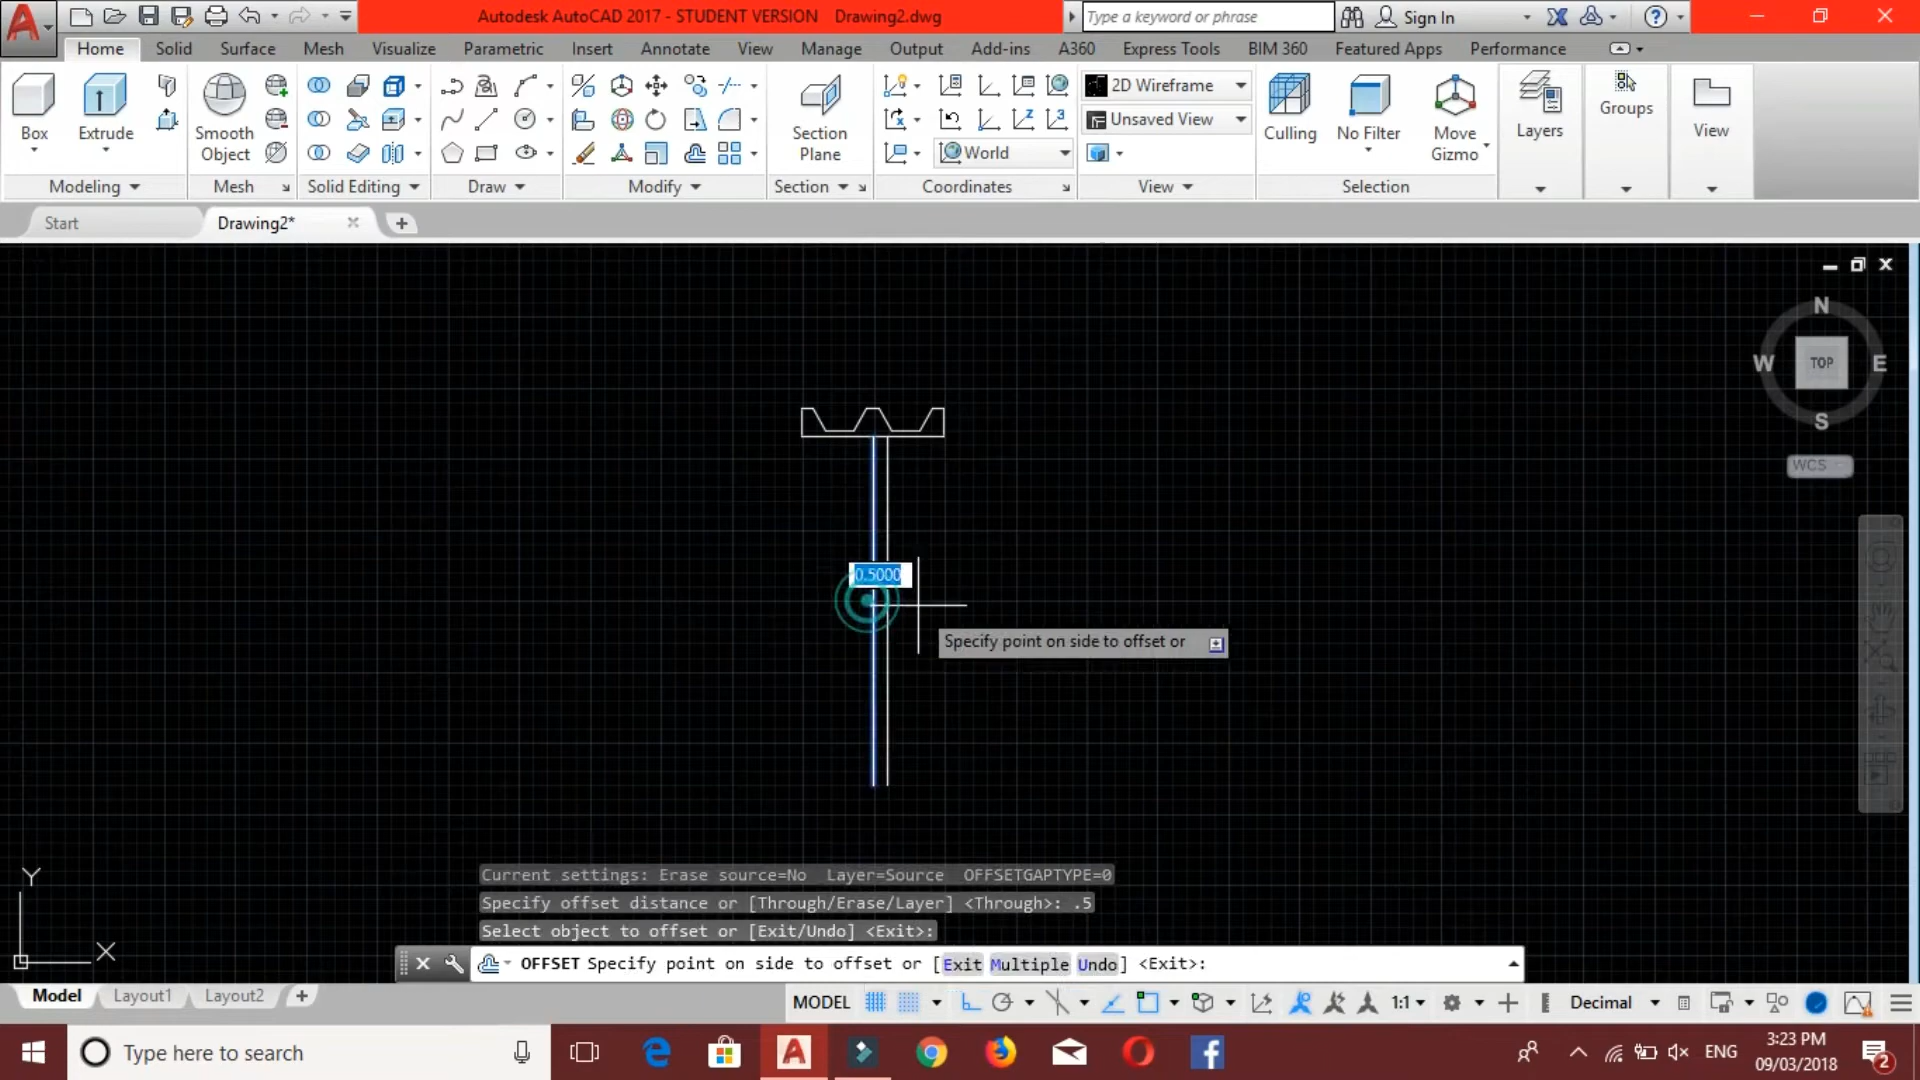 Autodesk AutoCAD 2017 - STUDENT VERSION Drawing2.dwg
Type a keyword or phrase
Sign In
Home Solid Surface Mesh Visualize Parametric Insert Annotate View Manage Output Add-ins A360 Express Tools BIM 360 Featured Apps Performance
Box
Extrude
Smooth
Object
Section
Plane
World
2D Wireframe
Unsaved View
Culling
No Filter
Move
Gizmo
Layers
Groups
View
Modeling Mesh Solid Editing Draw Modify Section Coordinates View Selection
Start Drawing2*
N
W TOP E
S
WCS
0.5000
Specify point on side to offset or
Y
X
Current settings: Erase source=No Layer=Source OFFSETGAPTYPE=0
Specify offset distance or [Through/Erase/Layer] <Through>: .5
Select object to offset or [Exit/Undo] <Exit>:
OFFSET Specify point on side to offset or [Exit Multiple Undo] <Exit>:
Model Layout1 Layout2
MODEL 1:1 Decimal
Type here to search
ENG
3:23 PM
09/03/2018
2